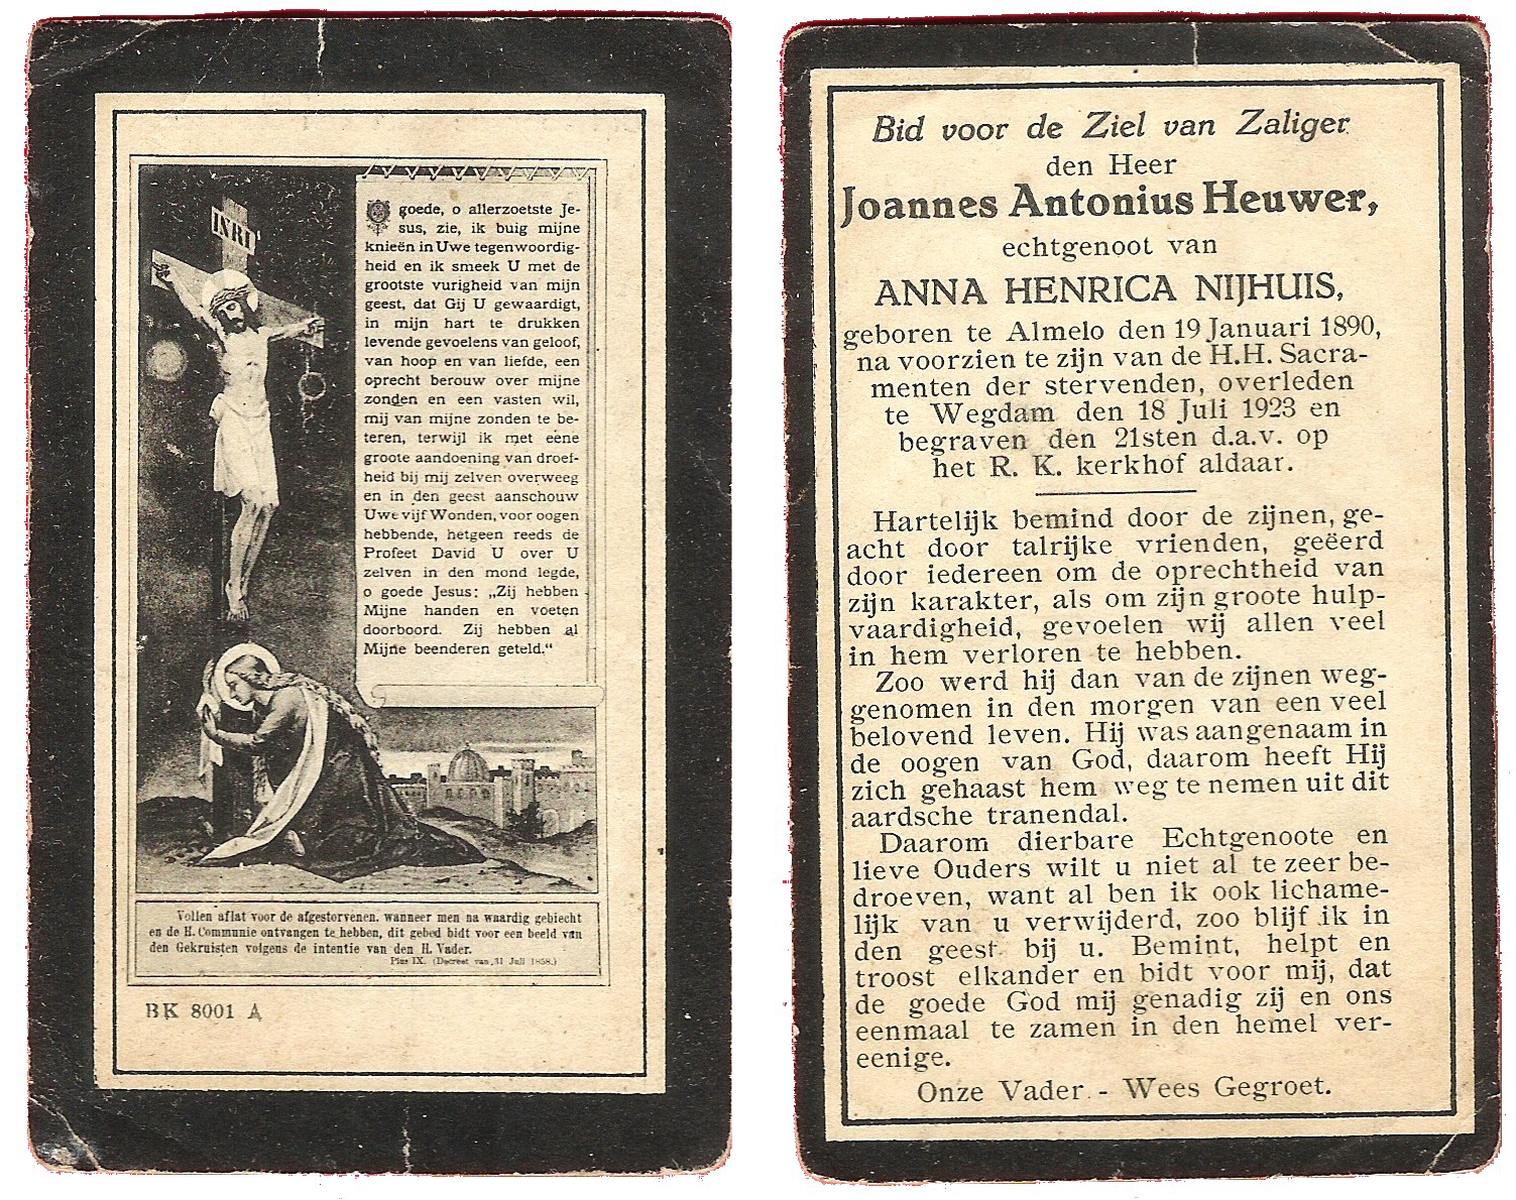 INRI
O goede, o allerzoetste Je-
sus, zie, ik buig mijne
knieën in Uwe tegenwoordig-
heid en ik smeek U met de
grootste vurigheid van mijn
geest, dat Gij U gewaardigt,
in mijn hart te drukken
levende gevoelens van geloof,
van hoop en van liefde, een
oprecht berouw over mijne
zonden en een vasten wil,
mij van mijne zonden te be-
teren, terwijl ik met eene
groote aandoening van droef-
heid bij mij zelven overweeg
en in den geest aanschouw
Uwe vijf Wonden, voor oogen
hebbende, hetgeen reeds de
Profeet David U over U
zelven in den mond legde,
o goede Jesus: „Zij hebben
Mijne handen en voeten
doorboord. Zij hebben al
Mijne beenderen geteld."
Vollen aflat voor de afgestorvenen, wanneer men na waardig gebiecht
en de H. Communie ontvangen te hebben, dit gebed bidt voor een beeld van
den Gekruisten volgens de intentie van den H. Vader.
Pius IX. (Decreet van 31 Juli 1858.)
BK 8001 A
Bid voor de Ziel van Zaliger
den Heer
Joannes Antonius Heuwer,
echtgenoot van
ANNA HENRICA NIJHUIS,
geboren te Almelo den 19 Januari 1890,
na voorzien te zijn van de H.H. Sacra-
menten der stervenden, overleden
te Wegdam den 18 Juli 1923 en
begraven den 21sten d.a.v. op
het R. K. kerkhof aldaar.
Hartelijk bemind door de zijnen, ge-
acht door talrijke vrienden, geëerd
door iedereen om de oprechtheid van
zijn karakter, als om zijn groote hulp-
vaardigheid, gevoelen wij allen veel
in hem verloren te hebben.
Zoo werd hij dan van de zijnen weg-
genomen in den morgen van een veel
belovend leven. Hij was aangenaam in
de oogen van God, daarom heeft Hij
zich gehaast hem weg te nemen uit dit
aardsche tranendal.
Daarom dierbare Echtgenoote en
lieve Ouders wilt u niet al te zeer be-
droeven, want al ben ik ook lichame-
lijk van u verwijderd, zoo blijf ik in
den geest bij u. Bemint, helpt en
troost elkander en bidt voor mij, dat
de goede God mij genadig zij en ons
eenmaal te zamen in den hemel ver-
eenige.
Onze Vader. - Wees Gegroet.